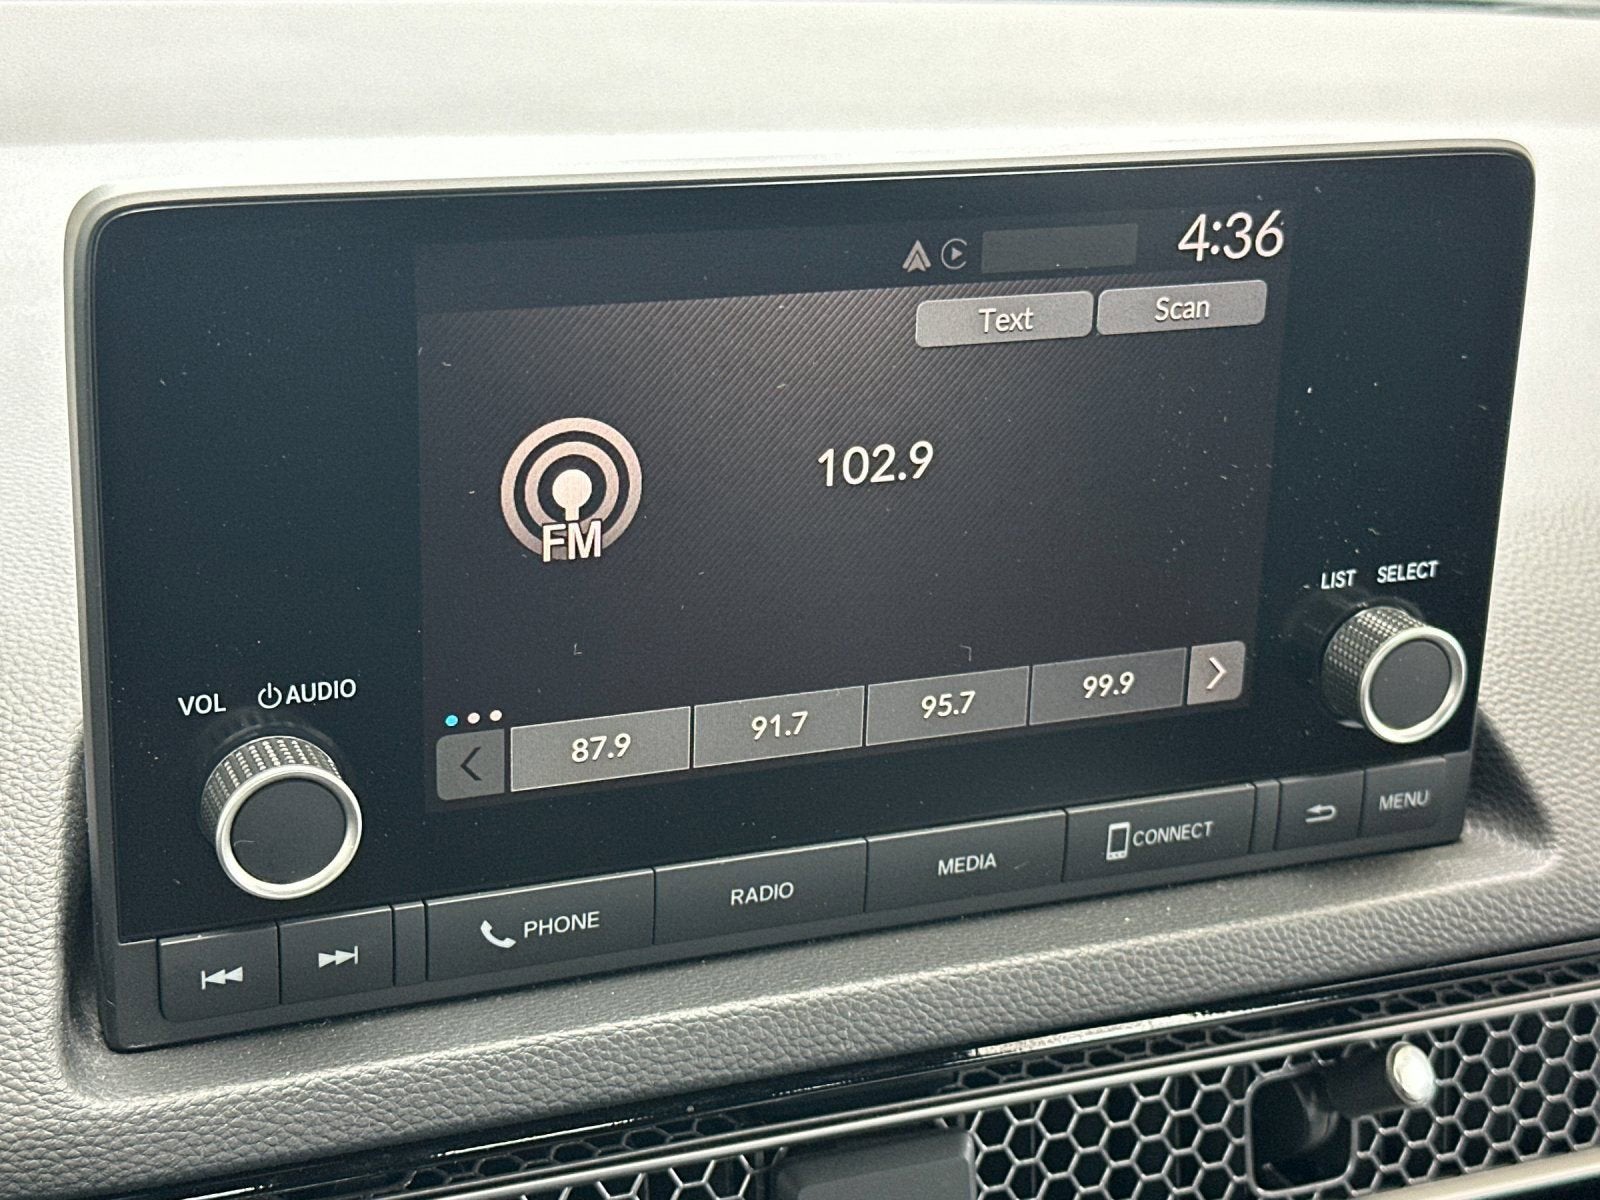 4:36
Text Scan
102.9
FM
LIST SELECT
VOL AUDIO
87.9 91.7 95.7 99.9
PHONE RADIO MEDIA CONNECT MENU